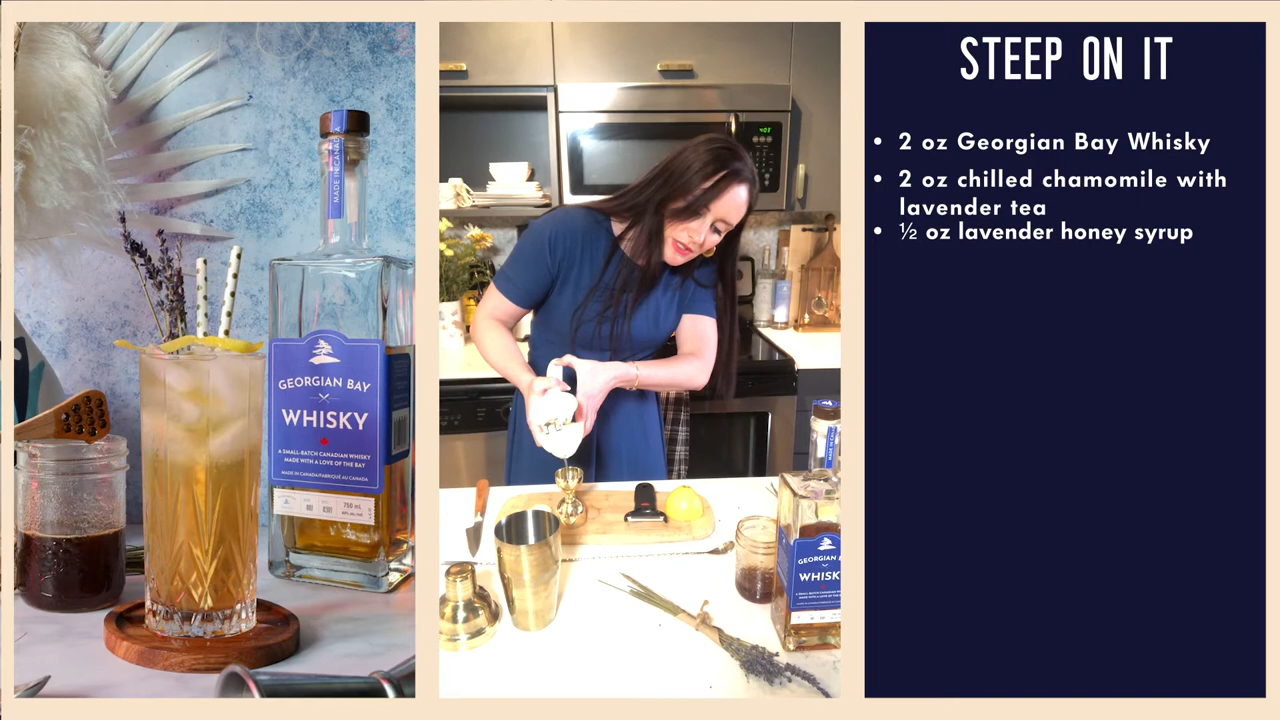 MADE IN CANADA
GEORGIAN BAY
WHISKY
A SMALL-BATCH CANADIAN WHISKY
MADE WITH A LOVE OF THE BAY
MADE IN CANADA/FABRIQUÉ AU CANADA
750 mL
4:01
GEORGIAN B
WHISK
STEEP ON IT
• 2 oz Georgian Bay Whisky
• 2 oz chilled chamomile with
lavender tea
• ½ oz lavender honey syrup